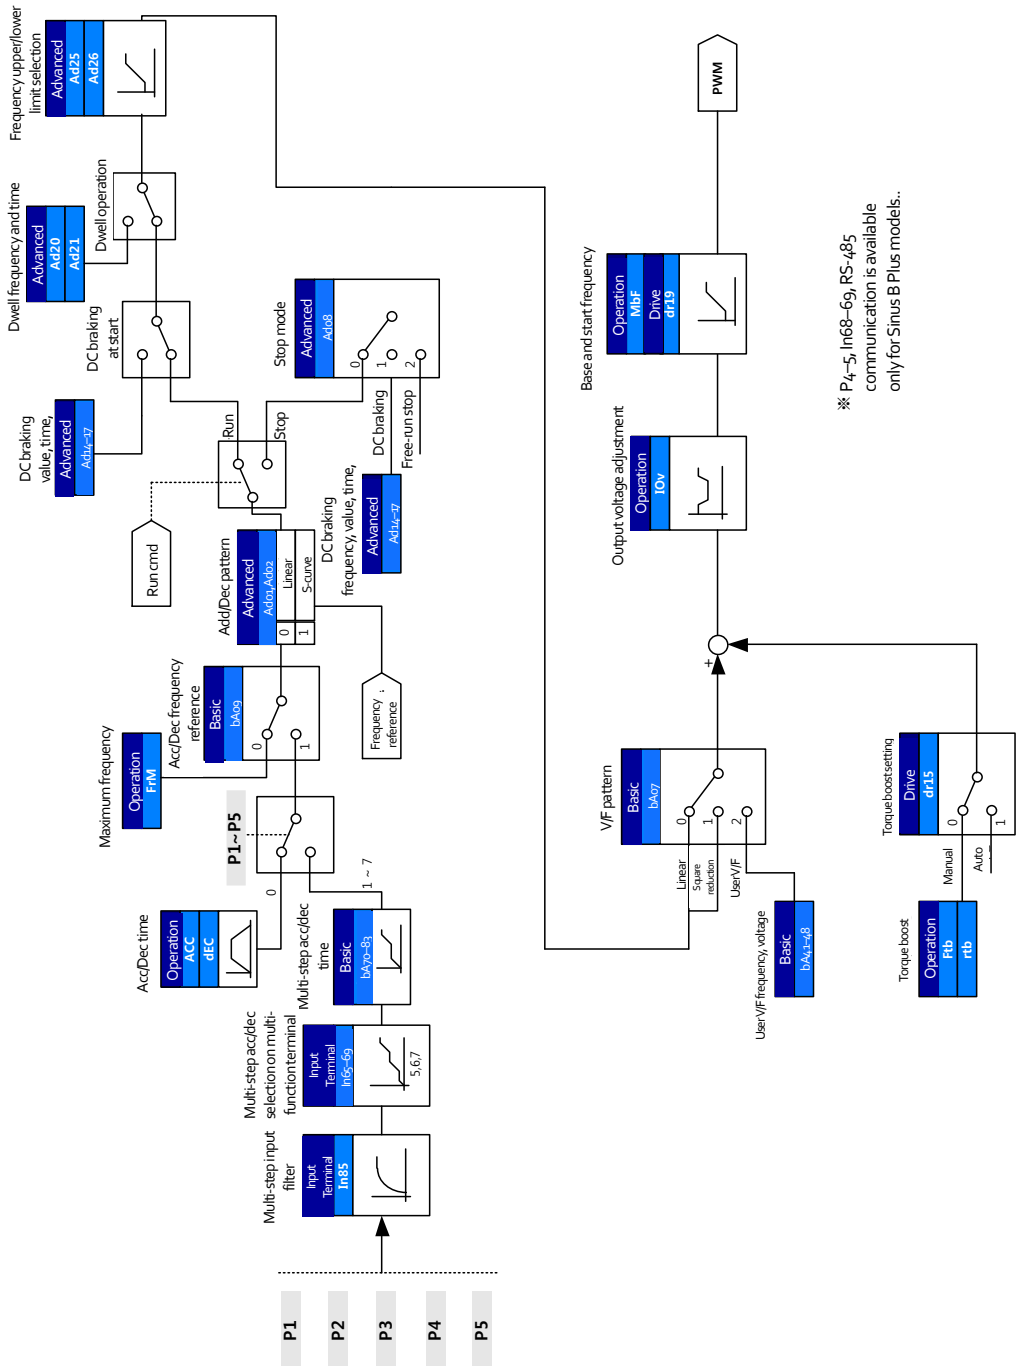 P1
P2
P3
P4
P5
Multi-step input
filter
Input
Terminal
In85
Multi-step acc/dec
selection on multi-
function terminal
Input
Terminal
In65–69
5,6,7
Multi-step acc/dec
time
Basic
bA70-83
1 ~ 7
Acc/Dec time
Operation
ACC
dEC
0
P1~P5
Maximum frequency
Operation
FrM
Acc/Dec frequency
reference
Basic
bA09
0
1
Add/Dec pattern
Advanced
Ad01,Ad02
0
Linear
1
S-curve
Frequency
reference
Run cmd
Run
Stop
DC braking
value, time,
Advanced
Ad14–17
DC braking
at start
DC braking
frequency, value, time,
Advanced
Ad14–17
Stop mode
Advanced
Ad08
0
1
2
DC braking
Free-run stop
Dwell frequency and time
Advanced
Ad20
Ad21
Dwell operation
Frequency upper/lower
limit selection
Advanced
Ad25
Ad26
V/F pattern
Basic
bA07
Linear
0
Square
reduction
1
User V/F
2
User V/F frequency, voltage
Basic
bA41-48
Torque boost
Operation
Ftb
rtb
Torque boost setting
Drive
dr15
Manual
0
Auto
1
+
Output voltage adjustment
Operation
IOv
Base and start frequency
Operation
MbF
Drive
dr19
PWM
※ P4–5, In68–69, RS-485
communication is available
only for Sinus B Plus models..